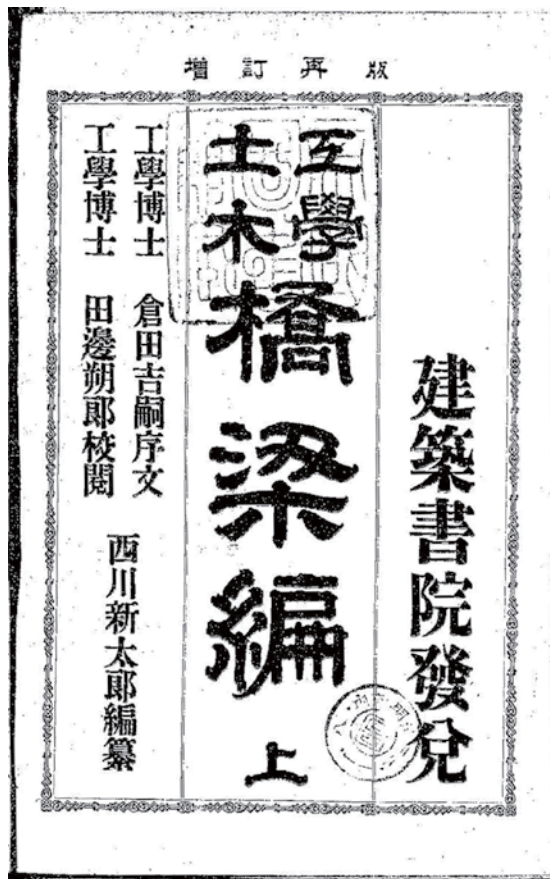 増訂再版
建築書院發兌
工學
土木
橋梁編
上
工學博士 倉田吉嗣序文
工學博士 田邊朔郎校閲
西川新太郎編纂